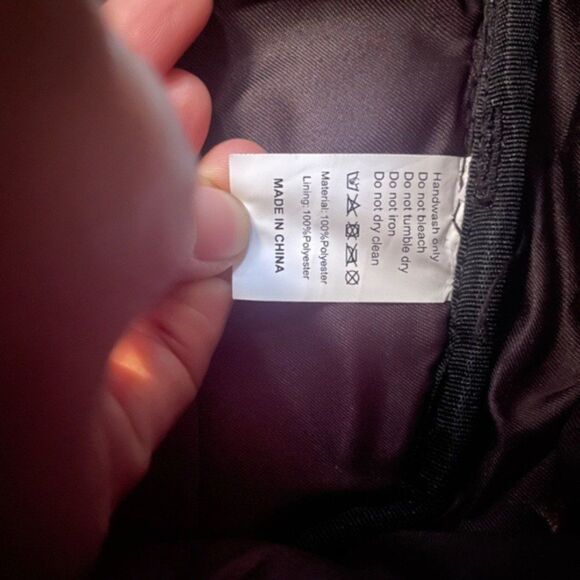 Handwash only
Do not bleach
Do not tumble dry
Do not iron
Do not dry clean
Material:100%Polyester
Lining:100%Polyester
MADE IN CHINA